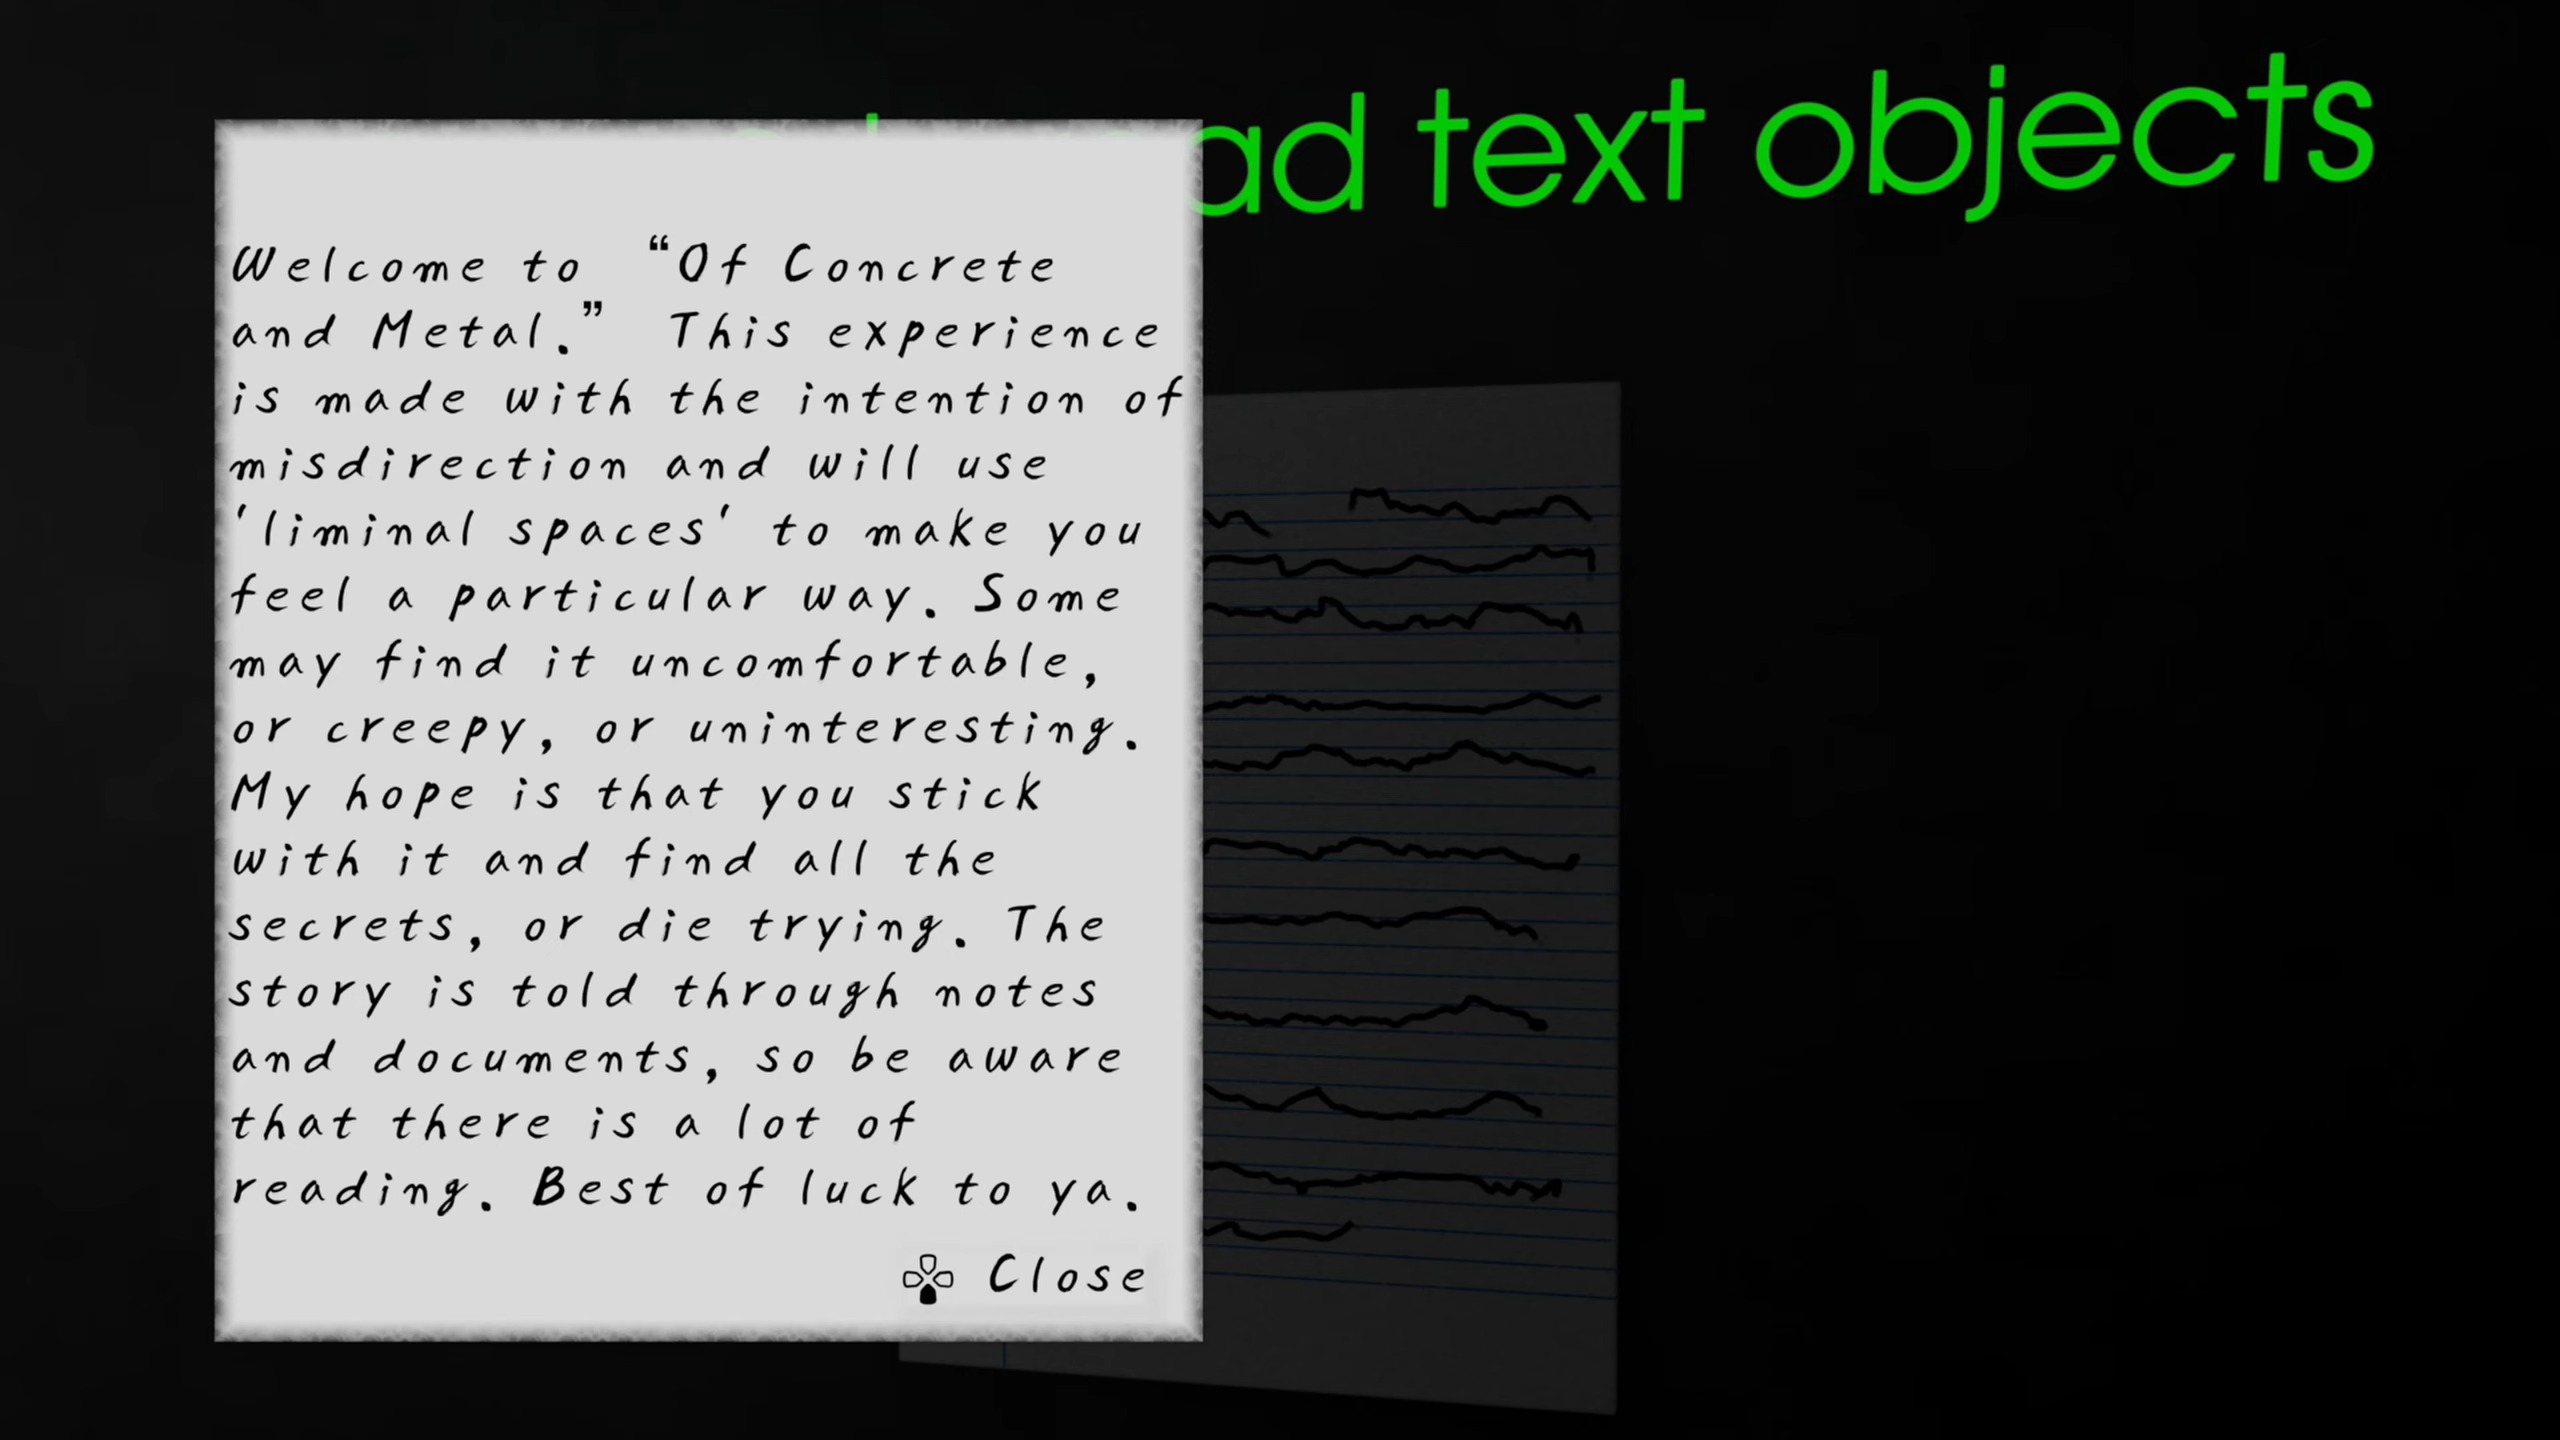 text objects
Welcome to “Of Concrete
and Metal.” This experience
is made with the intention of
misdirection and will use
'liminal spaces' to make you
feel a particular way. Some
may find it uncomfortable,
or creepy, or uninteresting.
My hope is that you stick
with it and find all the
secrets, or die trying. The
story is told through notes
and documents, so be aware
that there is a lot of
reading. Best of luck to ya.
Close